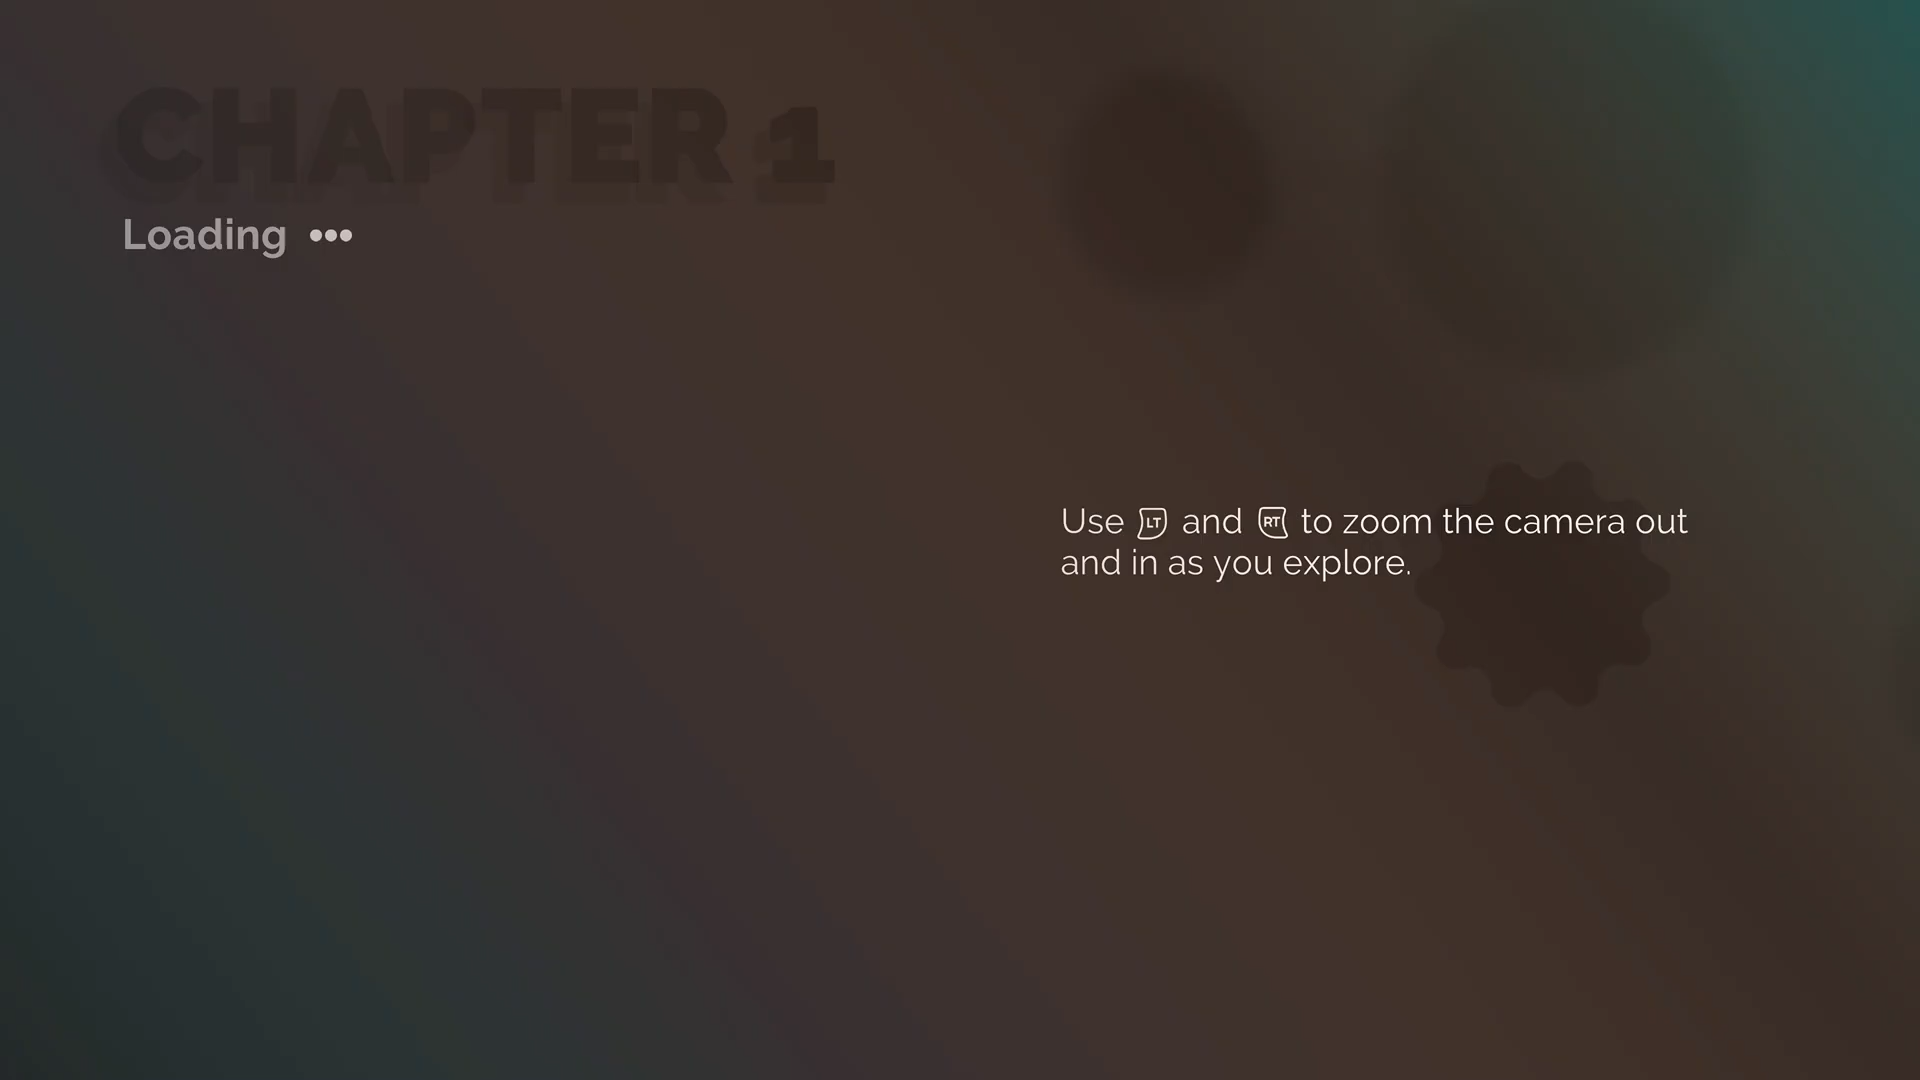 CHAPTER 1
Loading •••
Use LT and RT to zoom the camera out
and in as you explore.